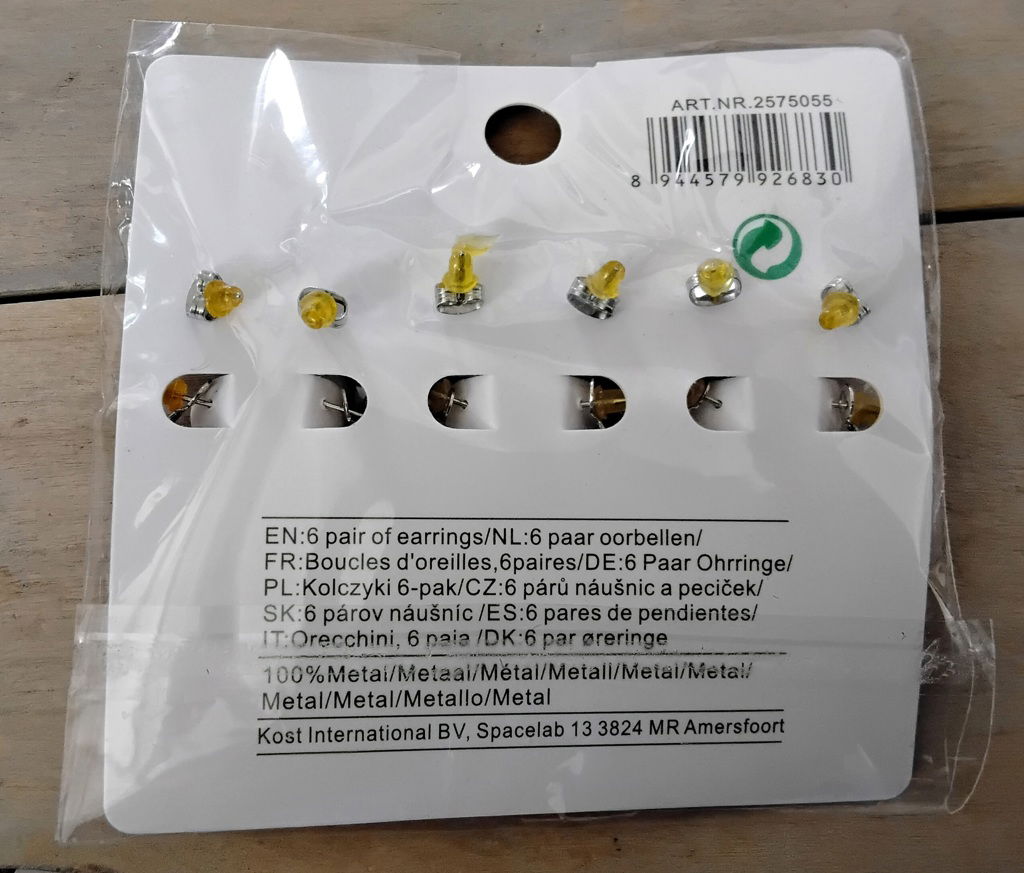 ART.NR.2575055
8 944579 926830
EN:6 pair of earrings/NL:6 paar oorbellen/
FR:Boucles d'oreilles,6paires/DE:6 Paar Ohrringe/
PL:Kolczyki 6-pak/CZ:6 párů náušnic a peciček/
SK:6 párov náušníc /ES:6 pares de pendientes/
IT:Orecchini, 6 paia /DK:6 par øreringe
100%Metal/Metaal/Métal/Metall/Metal/Metal/
Metal/Metal/Metallo/Metal
Kost International BV, Spacelab 13 3824 MR Amersfoort